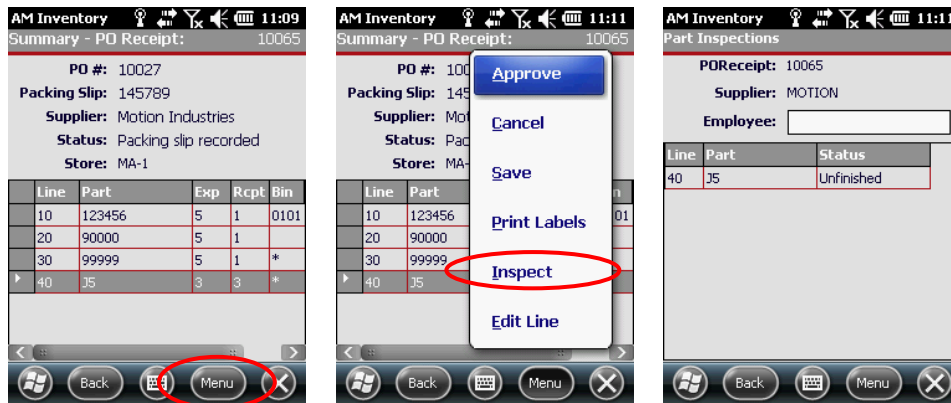 AM Inventory 11:09
Summary - PO Receipt: 10065
PO #: 10027
Packing Slip: 145789
Supplier: Motion Industries
Status: Packing slip recorded
Store: MA-1
Line Part Exp Rcpt Bin
10 123456 5 1 0101
20 90000 5 1
30 99999 5 1 *
40 J5 3 3 *
Back Menu
AM Inventory 11:11
Summary - PO Receipt: 10065
PO #: 100
Packing Slip: 145
Supplier: Mot
Status: Pac
Store: MA-
Line Part n
10 123456 01
20 90000
30 99999
40 J5
Approve
Cancel
Save
Print Labels
Inspect
Edit Line
Back Menu
AM Inventory 11:11
Part Inspections
POReceipt: 10065
Supplier: MOTION
Employee:
Line Part Status
40 J5 Unfinished
Back Menu